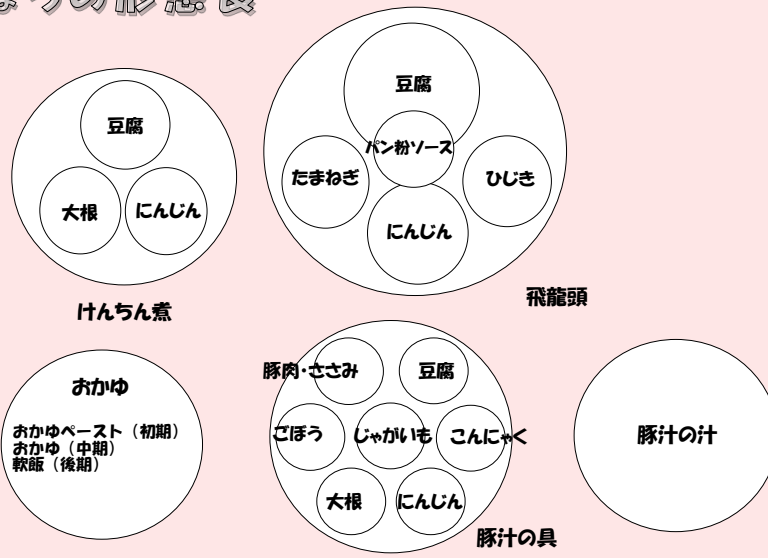 の形態食
豆腐
大根
にんじん
けんちん煮
豆腐
パン粉ソース
たまねぎ
ひじき
にんじん
飛龍頭
おかゆ
おかゆペースト（初期）
おかゆ（中期）
軟飯（後期）
豚肉・ささみ
豆腐
ごぼう
じゃがいも
こんにゃく
大根
にんじん
豚汁の具
豚汁の汁